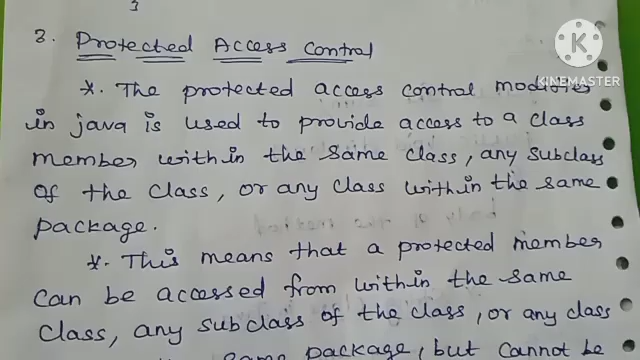 3
3. Protected Access Control
*. The protected access control modifier
in java is used to provide access to a class
member within the same class, any subclass
of the class, or any class within the same
package.
*. This means that a protected member
can be accessed from within the same
class, any subclass of the class, or any class
same package, but cannot be
KINEMASTER